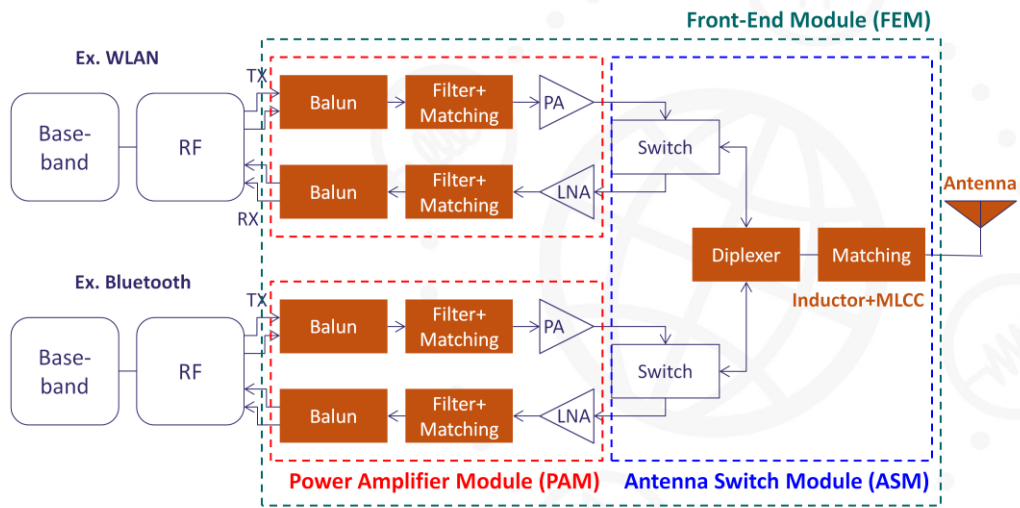 Front-End Module (FEM)
Ex. WLAN
TX
Base-
band
RF
Balun
Filter+
Matching
PA
Switch
Balun
Filter+
Matching
LNA
RX
Antenna
Diplexer
Matching
Inductor+MLCC
Ex. Bluetooth
TX
Base-
band
RF
Balun
Filter+
Matching
PA
Switch
Balun
Filter+
Matching
LNA
Power Amplifier Module (PAM)
Antenna Switch Module (ASM)